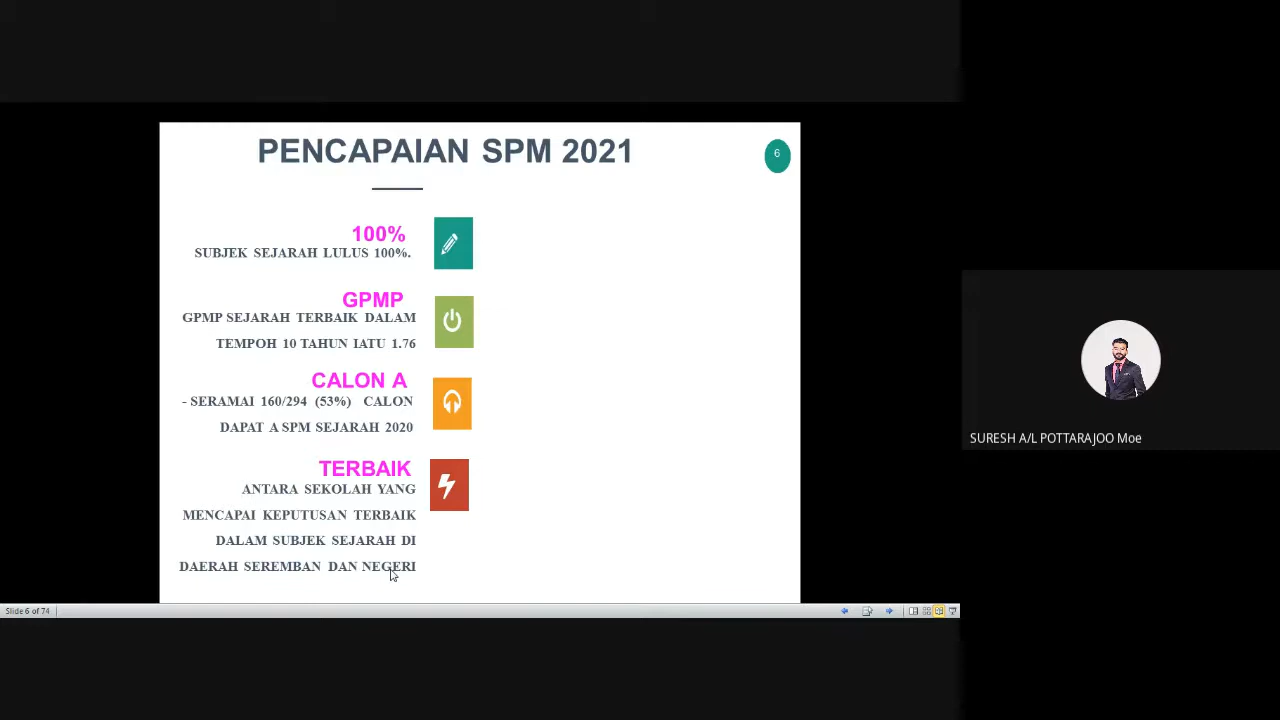 PENCAPAIAN SPM 2021
6
100%
SUBJEK SEJARAH LULUS 100%.
GPMP
GPMP SEJARAH TERBAIK DALAM
TEMPOH 10 TAHUN IATU 1.76
CALON A
- SERAMAI 160/294 (53%) CALON
DAPAT A SPM SEJARAH 2020
TERBAIK
ANTARA SEKOLAH YANG
MENCAPAI KEPUTUSAN TERBAIK
DALAM SUBJEK SEJARAH DI
DAERAH SEREMBAN DAN NEGERI
Slide 6 of 74
SURESH A/L POTTARAJOO Moe